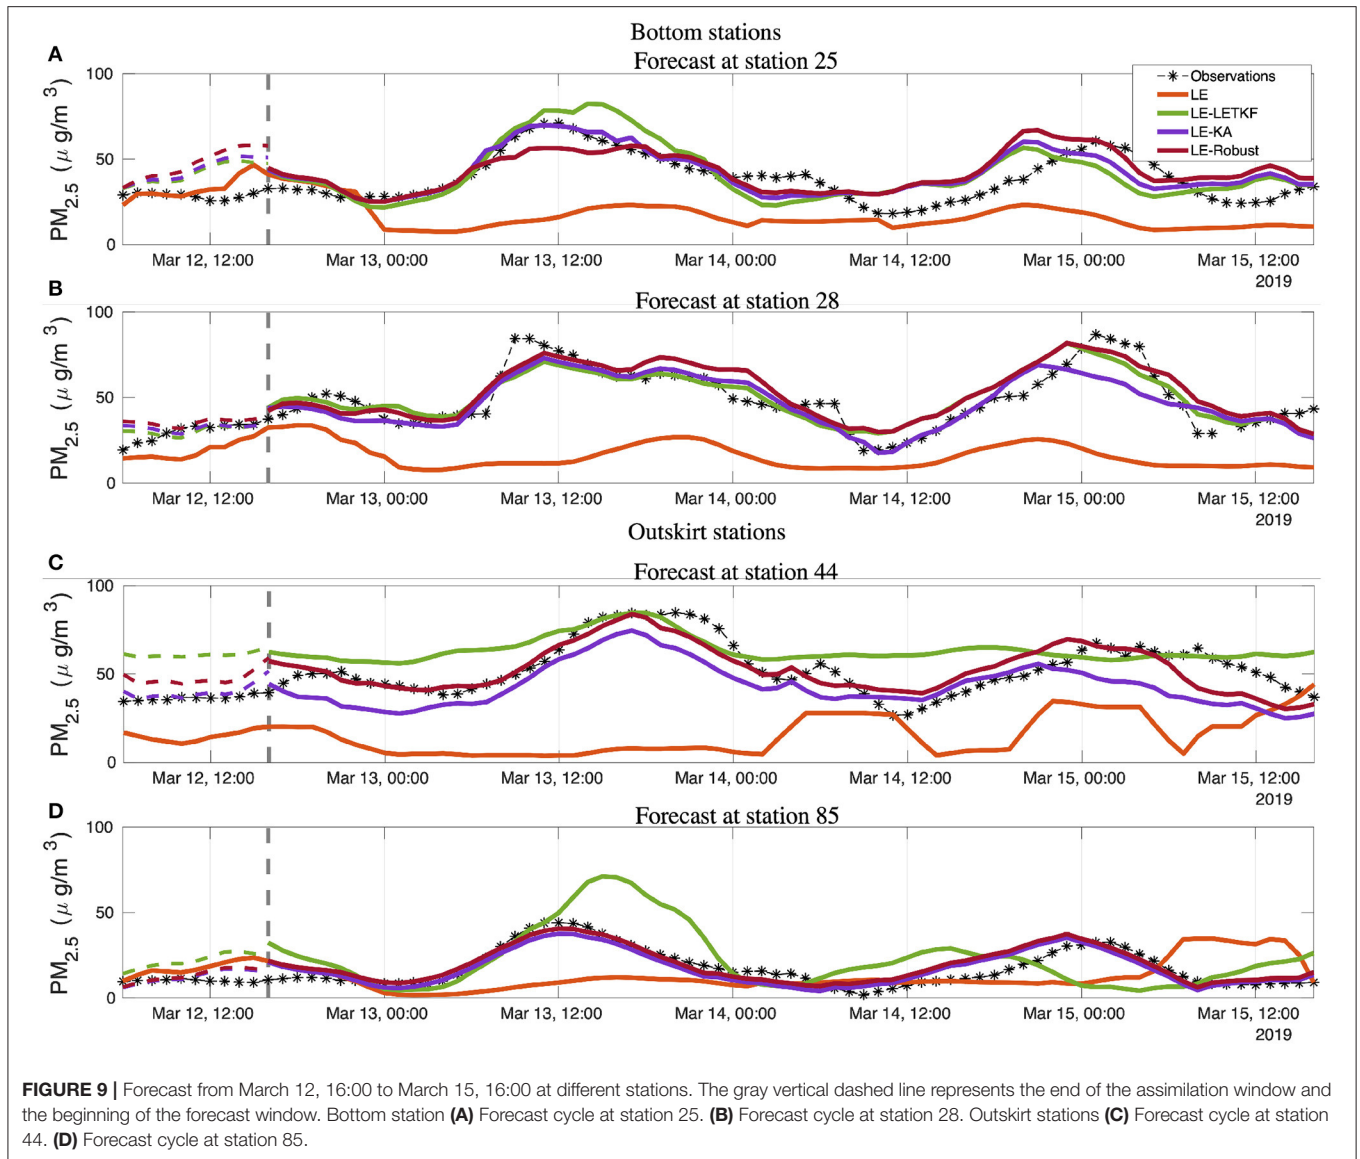 Bottom stations
A
Forecast at station 25
PM2.5 (μ g/m 3)
100
50
0
Observations
LE
LE-LETKF
LE-KA
LE-Robust
Mar 12, 12:00 Mar 13, 00:00 Mar 13, 12:00 Mar 14, 00:00 Mar 14, 12:00 Mar 15, 00:00 Mar 15, 12:00
2019
B
Forecast at station 28
PM2.5 (μ g/m 3)
100
50
0
Mar 12, 12:00 Mar 13, 00:00 Mar 13, 12:00 Mar 14, 00:00 Mar 14, 12:00 Mar 15, 00:00 Mar 15, 12:00
2019
Outskirt stations
C
Forecast at station 44
PM2.5 (μ g/m 3)
100
50
0
Mar 12, 12:00 Mar 13, 00:00 Mar 13, 12:00 Mar 14, 00:00 Mar 14, 12:00 Mar 15, 00:00 Mar 15, 12:00
2019
D
Forecast at station 85
PM2.5 (μ g/m 3)
100
50
0
Mar 12, 12:00 Mar 13, 00:00 Mar 13, 12:00 Mar 14, 00:00 Mar 14, 12:00 Mar 15, 00:00 Mar 15, 12:00
2019
FIGURE 9 | Forecast from March 12, 16:00 to March 15, 16:00 at different stations. The gray vertical dashed line represents the end of the assimilation window and
the beginning of the forecast window. Bottom station (A) Forecast cycle at station 25. (B) Forecast cycle at station 28. Outskirt stations (C) Forecast cycle at station
44. (D) Forecast cycle at station 85.